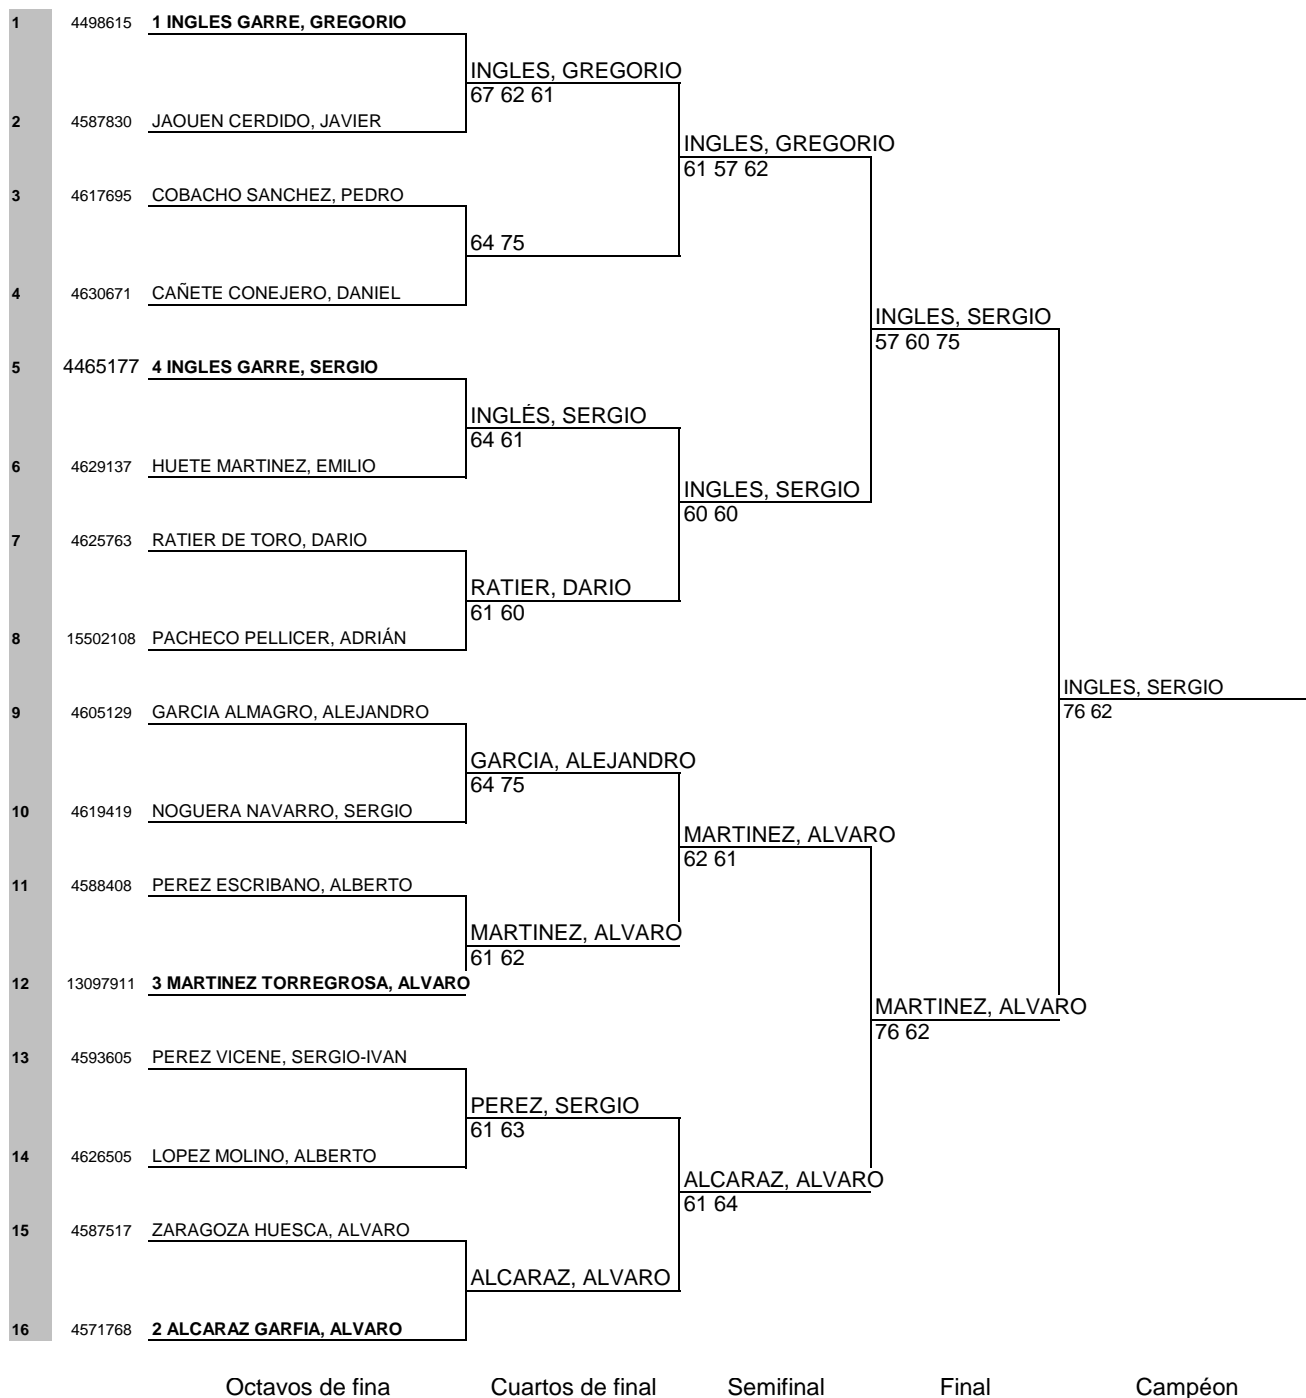 1 4498615 1 INGLES GARRE, GREGORIO
INGLES, GREGORIO
67 62 61
2 4587830 JAOUEN CERDIDO, JAVIER
INGLES, GREGORIO
61 57 62
3 4617695 COBACHO SANCHEZ, PEDRO
64 75
4 4630671 CAÑETE CONEJERO, DANIEL
INGLES, SERGIO
57 60 75
5 4465177 4 INGLES GARRE, SERGIO
INGLÉS, SERGIO
64 61
6 4629137 HUETE MARTINEZ, EMILIO
INGLES, SERGIO
60 60
7 4625763 RATIER DE TORO, DARIO
RATIER, DARIO
61 60
8 15502108 PACHECO PELLICER, ADRIÁN
INGLES, SERGIO
76 62
9 4605129 GARCIA ALMAGRO, ALEJANDRO
GARCIA, ALEJANDRO
64 75
10 4619419 NOGUERA NAVARRO, SERGIO
MARTINEZ, ALVARO
62 61
11 4588408 PEREZ ESCRIBANO, ALBERTO
MARTINEZ, ALVARO
61 62
12 13097911 3 MARTINEZ TORREGROSA, ALVARO
MARTINEZ, ALVARO
76 62
13 4593605 PEREZ VICENE, SERGIO-IVAN
PEREZ, SERGIO
61 63
14 4626505 LOPEZ MOLINO, ALBERTO
ALCARAZ, ALVARO
61 64
15 4587517 ZARAGOZA HUESCA, ALVARO
ALCARAZ, ALVARO
16 4571768 2 ALCARAZ GARFIA, ALVARO
Octavos de fina Cuartos de final Semifinal Final Campéon